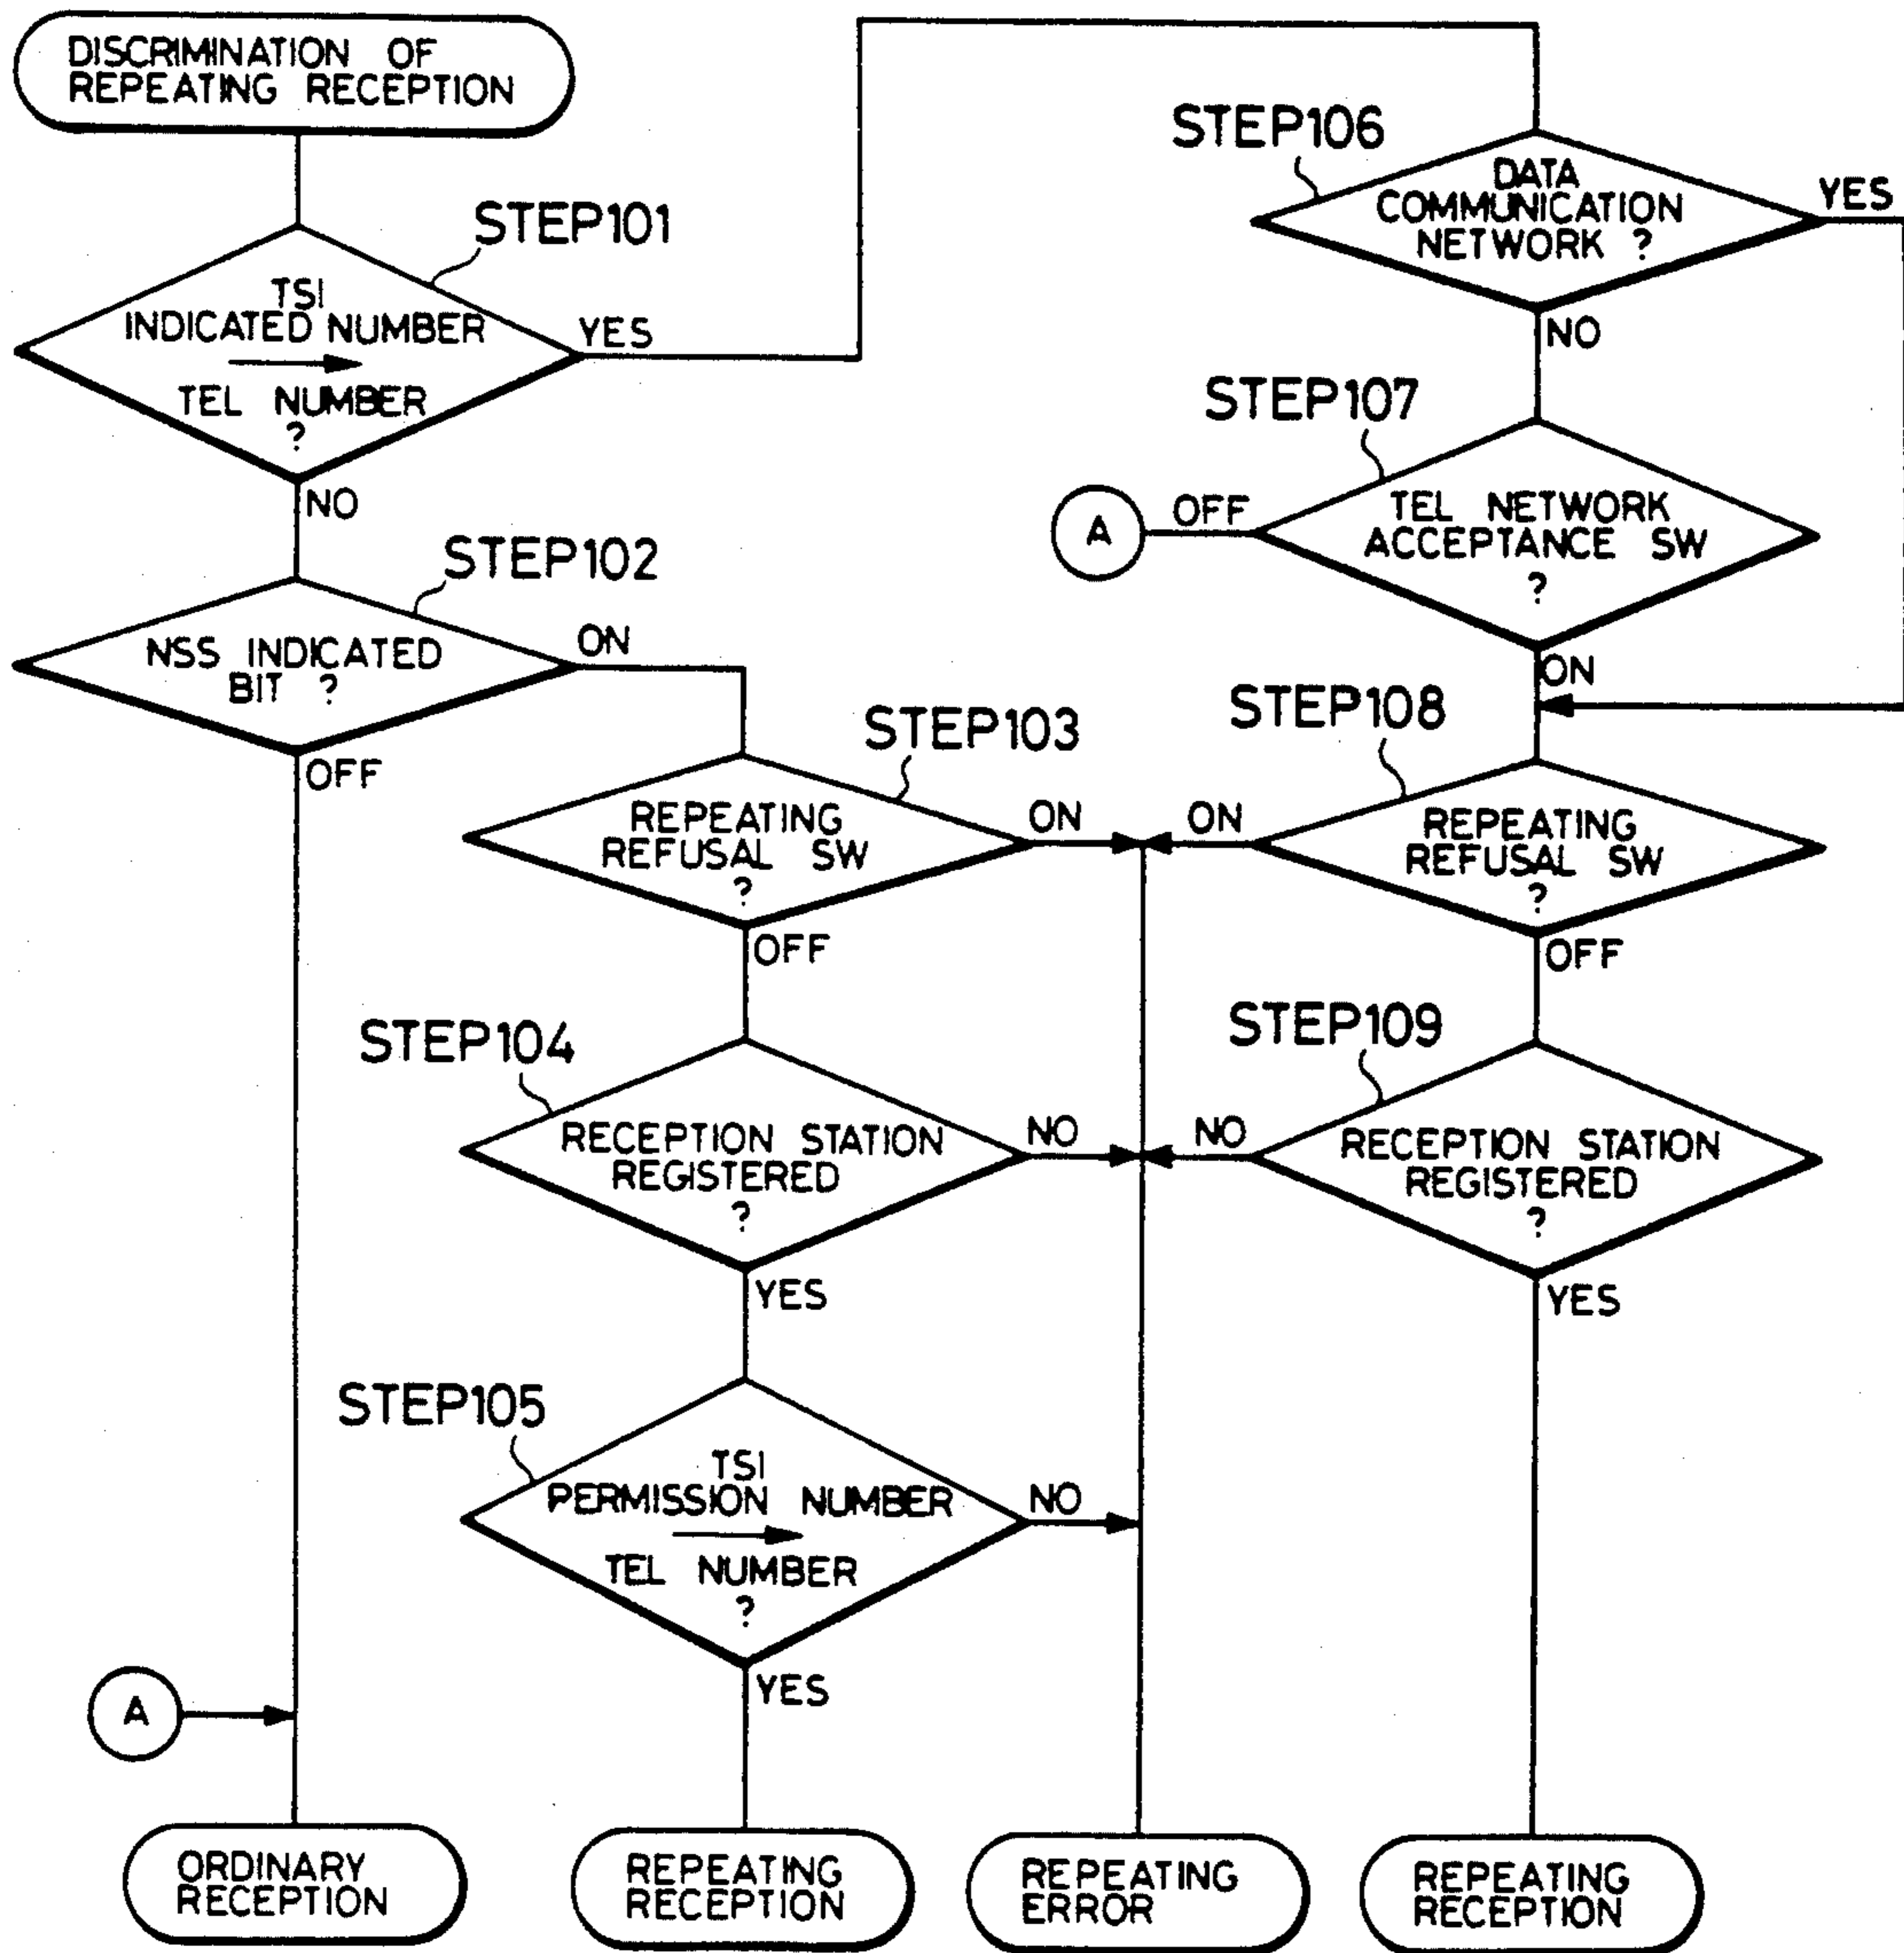 DISCRIMINATION OF
REPEATING RECEPTION
STEP101
TSI
INDICATED NUMBER
TEL NUMBER
?
YES
NO
STEP102
NSS INDICATED
BIT ?
ON
OFF
STEP103
REPEATING
REFUSAL SW
?
ON
OFF
STEP104
RECEPTION STATION
REGISTERED
?
NO
YES
STEP105
TSI
PERMISSION NUMBER
TEL NUMBER
?
NO
YES
STEP106
DATA
COMMUNICATION
NETWORK ?
YES
NO
STEP107
TEL NETWORK
ACCEPTANCE SW
?
OFF
A
ON
STEP108
REPEATING
REFUSAL SW
?
ON
OFF
STEP109
RECEPTION STATION
REGISTERED
?
NO
YES
A
ORDINARY
RECEPTION
REPEATING
RECEPTION
REPEATING
ERROR
REPEATING
RECEPTION